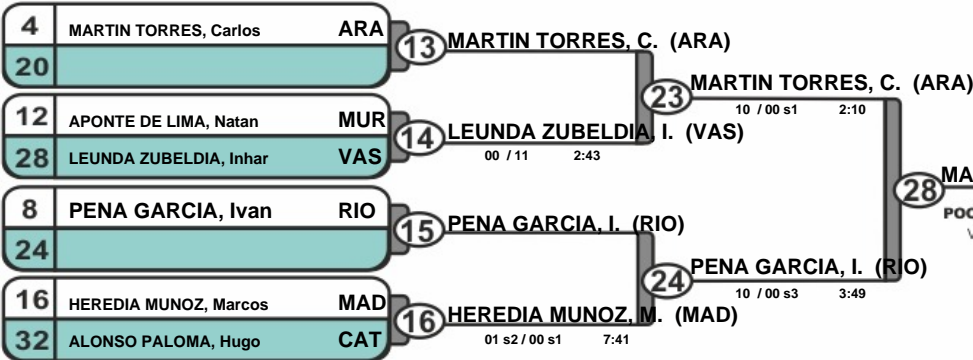 4 MARTIN TORRES, Carlos ARA
20
13 MARTIN TORRES, C. (ARA)
12 APONTE DE LIMA, Natan MUR
28 LEUNDA ZUBELDIA, Inhar VAS
14 LEUNDA ZUBELDIA, I. (VAS)
00 / 11 2:43
23 MARTIN TORRES, C. (ARA)
10 / 00 s1 2:10
8 PENA GARCIA, Ivan RIO
24
15 PENA GARCIA, I. (RIO)
16 HEREDIA MUNOZ, Marcos MAD
32 ALONSO PALOMA, Hugo CAT
16 HEREDIA MUNOZ, M. (MAD)
01 s2 / 00 s1 7:41
24 PENA GARCIA, I. (RIO)
10 / 00 s3 3:49
28 MA
POO